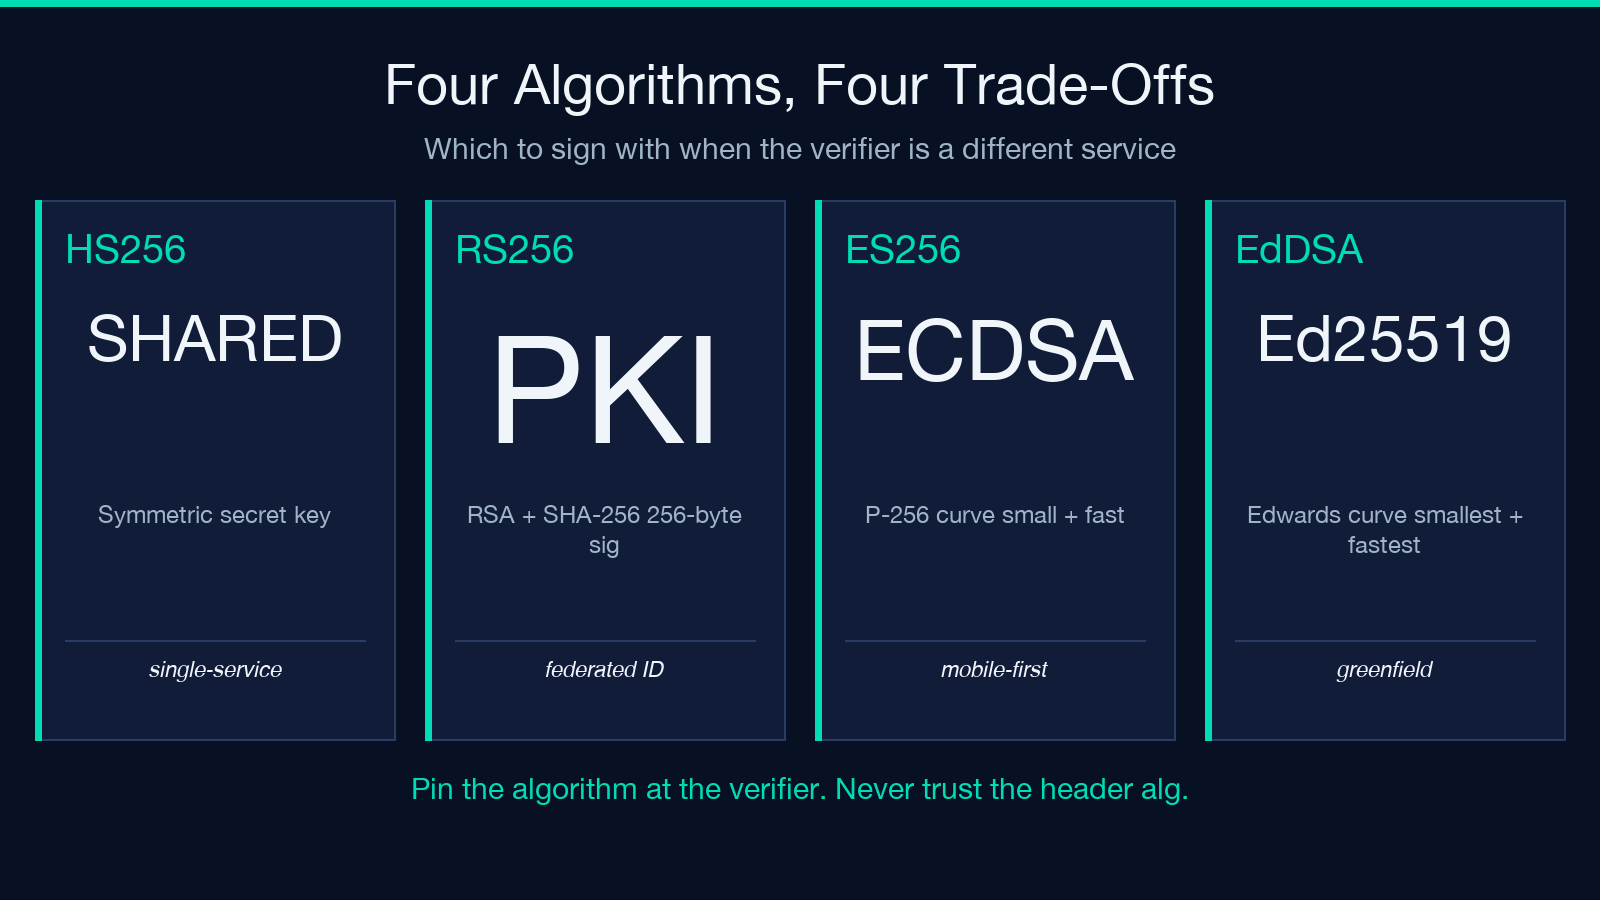 Four Algorithms, Four Trade-Offs
Which to sign with when the verifier is a different service
HS256
SHARED
Symmetric secret key
single-service
RS256
PKI
RSA + SHA-256 256-byte
sig
federated ID
ES256
ECDSA
P-256 curve small + fast
mobile-first
EdDSA
Ed25519
Edwards curve smallest +
fastest
greenfield
Pin the algorithm at the verifier. Never trust the header alg.